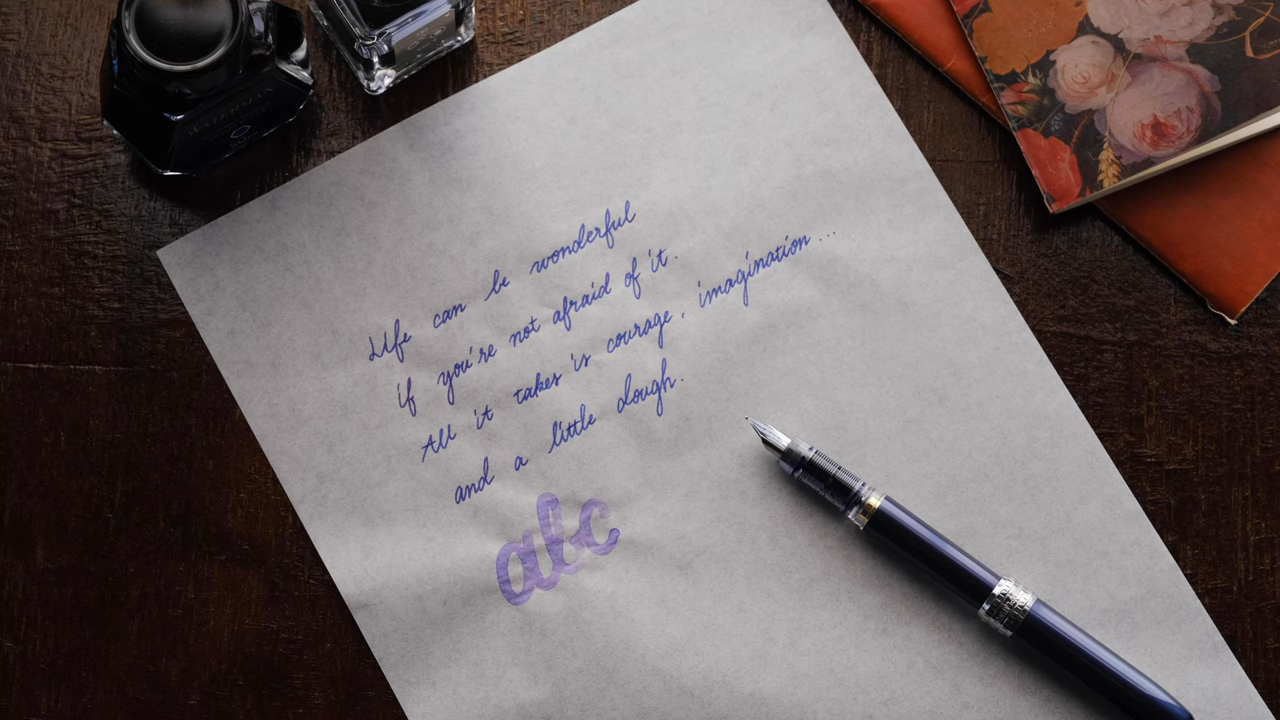 Life can be wonderful
if you're not afraid of it.
All it takes is courage, imagination...
and a little dough.
abc